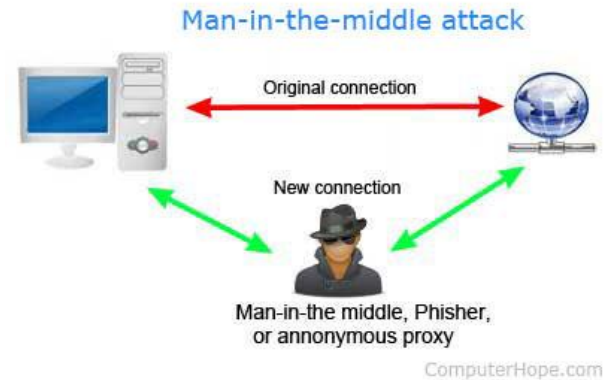 Man-in-the-middle attack
Original connection
New connection
Man-in-the middle, Phisher,
or annonymous proxy
ComputerHope.com